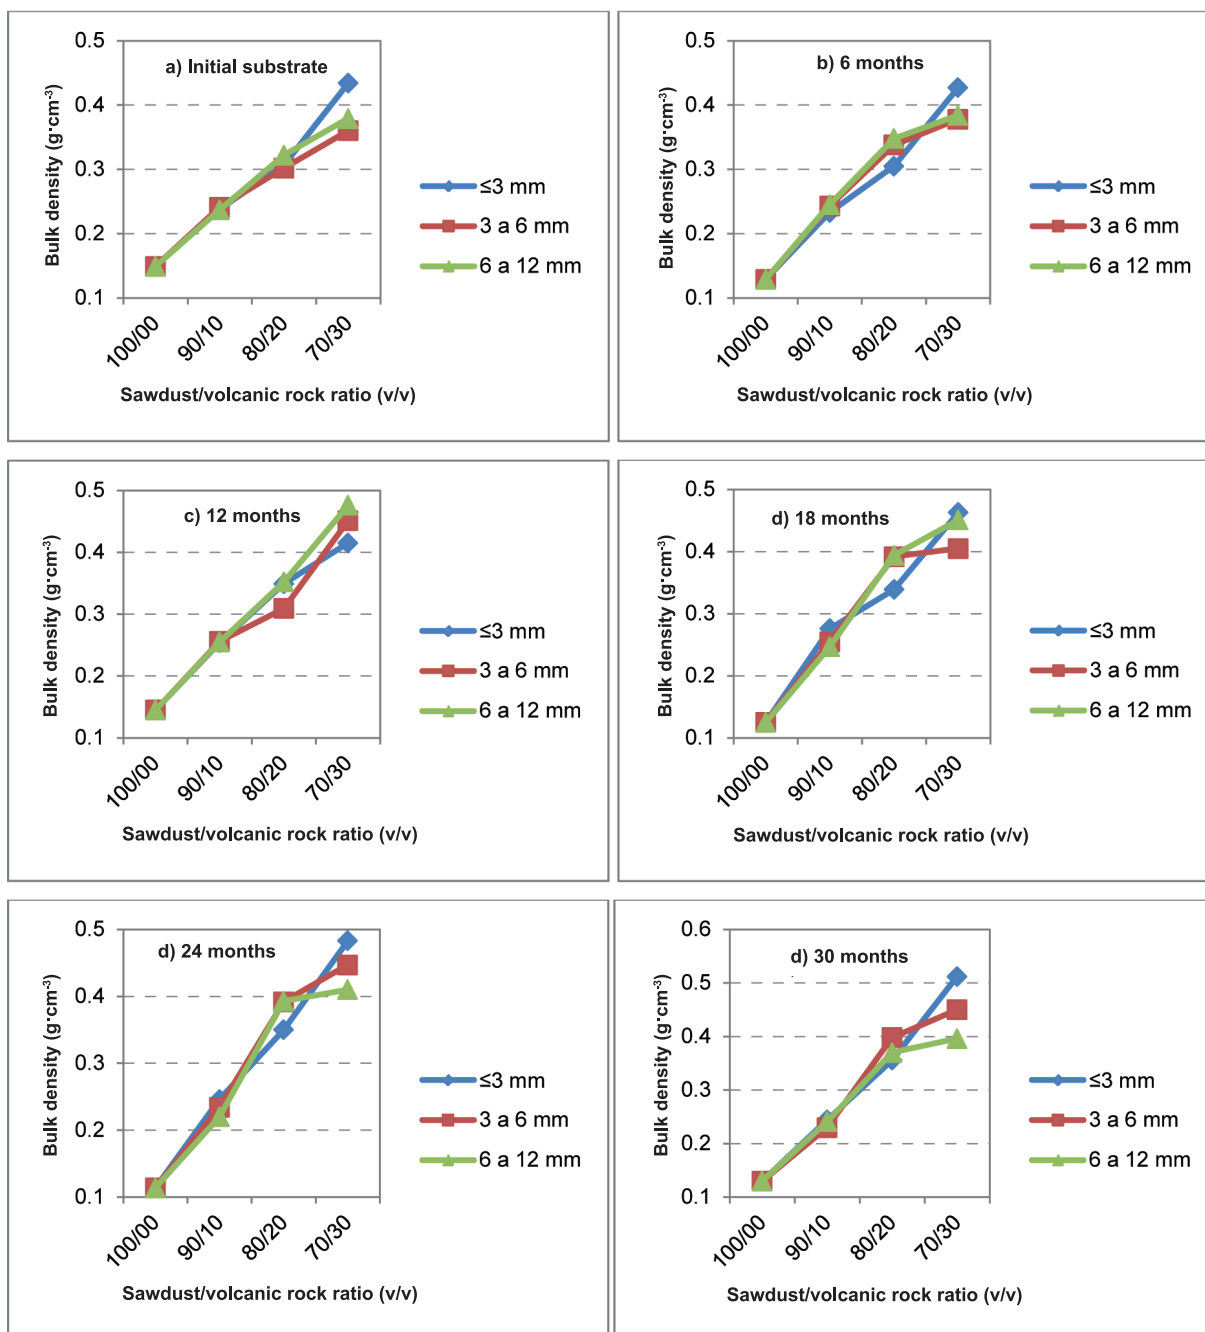 a) Initial substrate
Bulk density (g·cm⁻³)
0.5
0.4
0.3
0.2
0.1
100/00
90/10
80/20
70/30
Sawdust/volcanic rock ratio (v/v)
≤3 mm
3 a 6 mm
6 a 12 mm
b) 6 months
Bulk density (g·cm⁻³)
0.5
0.4
0.3
0.2
0.1
100/00
90/10
80/20
70/30
Sawdust/volcanic rock ratio (v/v)
≤3 mm
3 a 6 mm
6 a 12 mm
c) 12 months
Bulk density (g·cm⁻³)
0.5
0.4
0.3
0.2
0.1
100/00
90/10
80/20
70/30
Sawdust/volcanic rock ratio (v/v)
≤3 mm
3 a 6 mm
6 a 12 mm
d) 18 months
Bulk density (g·cm⁻³)
0.5
0.4
0.3
0.2
0.1
100/00
90/10
80/20
70/30
Sawdust/volcanic rock ratio (v/v)
≤3 mm
3 a 6 mm
6 a 12 mm
d) 24 months
Bulk density (g·cm⁻³)
0.5
0.4
0.3
0.2
0.1
100/00
90/10
80/20
70/30
Sawdust/volcanic rock ratio (v/v)
≤3 mm
3 a 6 mm
6 a 12 mm
d) 30 months
Bulk density (g·cm⁻³)
0.6
0.5
0.4
0.3
0.2
0.1
100/00
90/10
80/20
70/30
Sawdust/volcanic rock ratio (v/v)
≤3 mm
3 a 6 mm
6 a 12 mm